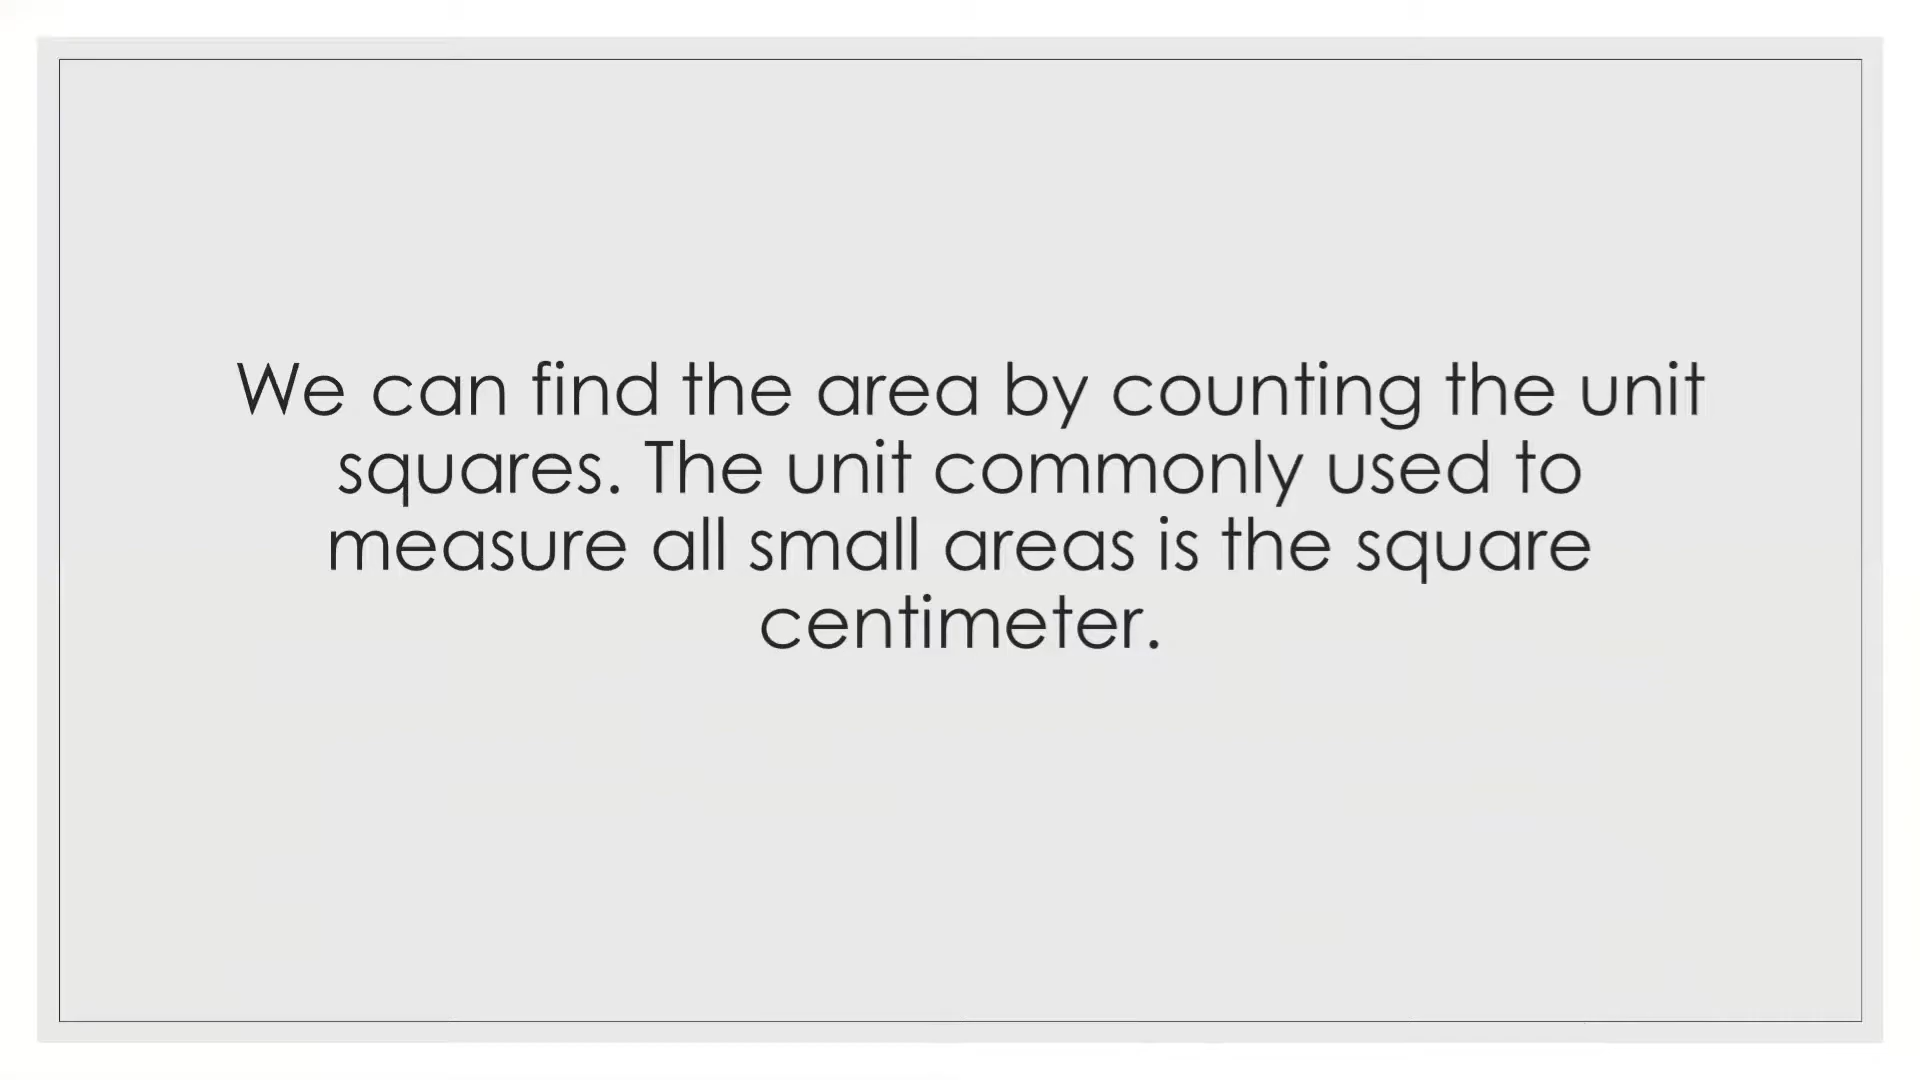 We can find the area by counting the unit
squares. The unit commonly used to
measure all small areas is the square
centimeter.